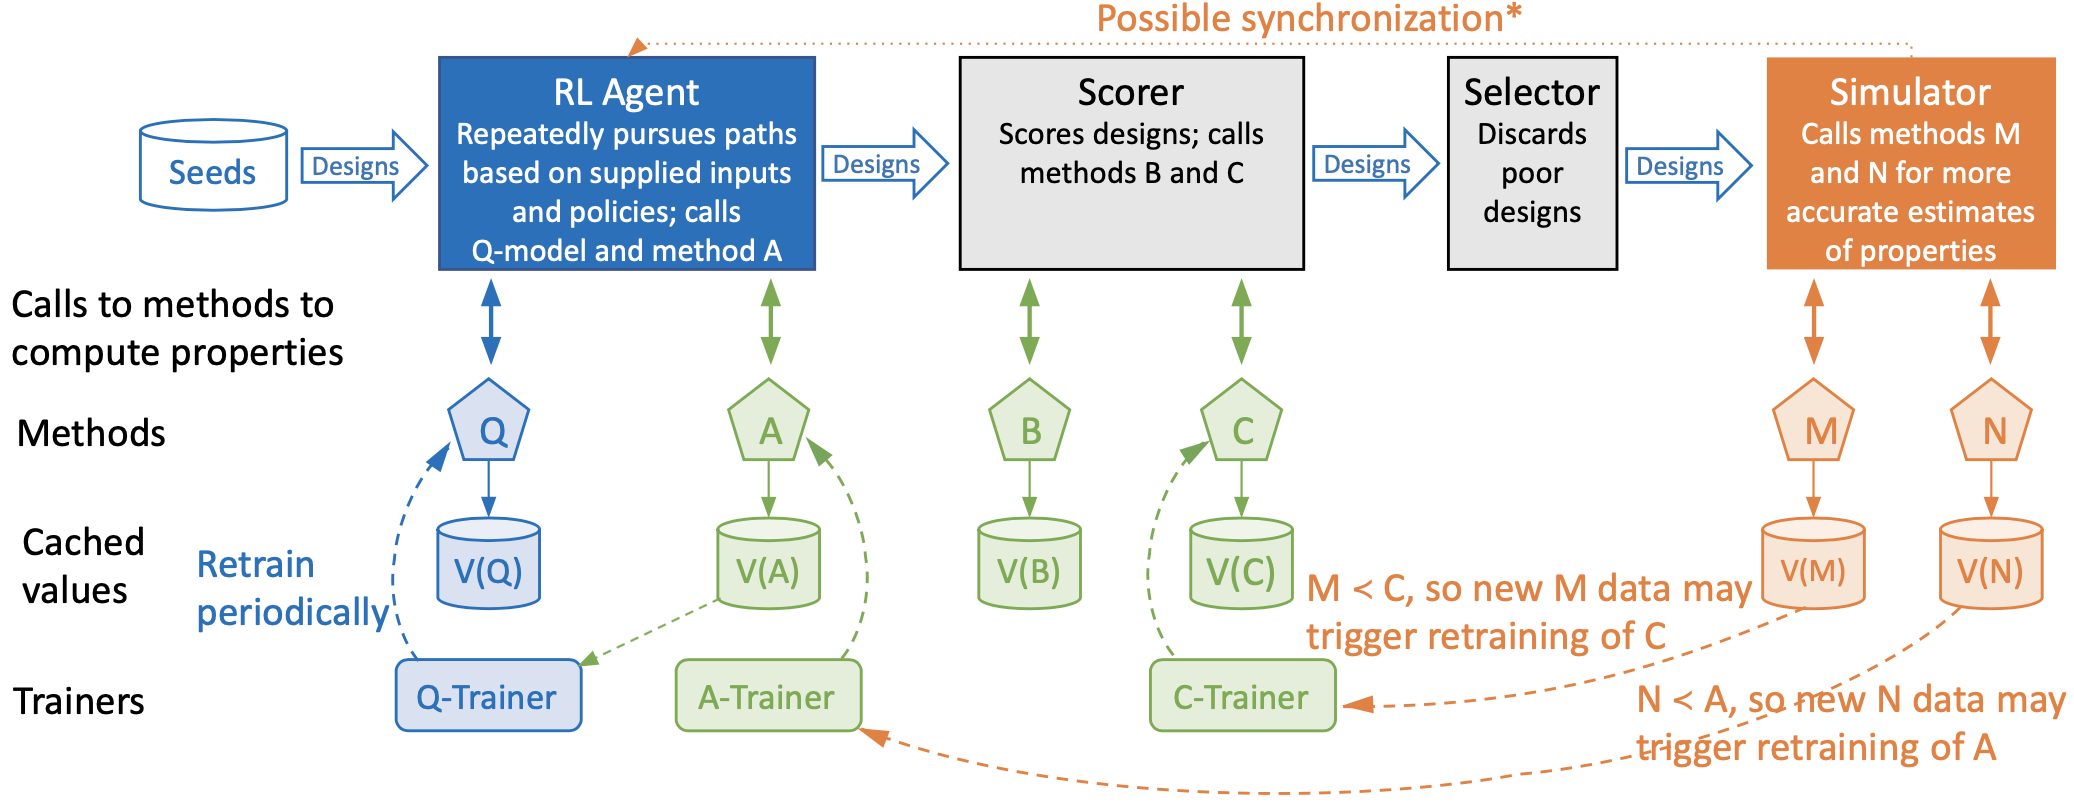 Possible synchronization*
Seeds
Designs
RL Agent
Repeatedly pursues paths
based on supplied inputs
and policies; calls
Q-model and method A
Designs
Scorer
Scores designs; calls
methods B and C
Designs
Selector
Discards
poor
designs
Designs
Simulator
Calls methods M
and N for more
accurate estimates
of properties
Calls to methods to
compute properties
Methods
Q
A
B
C
M
N
Cached
values
Retrain
periodically
V(Q)
V(A)
V(B)
V(C)
M < C, so new M data may
trigger retraining of C
V(M)
V(N)
Trainers
Q-Trainer
A-Trainer
C-Trainer
N < A, so new N data may
trigger retraining of A